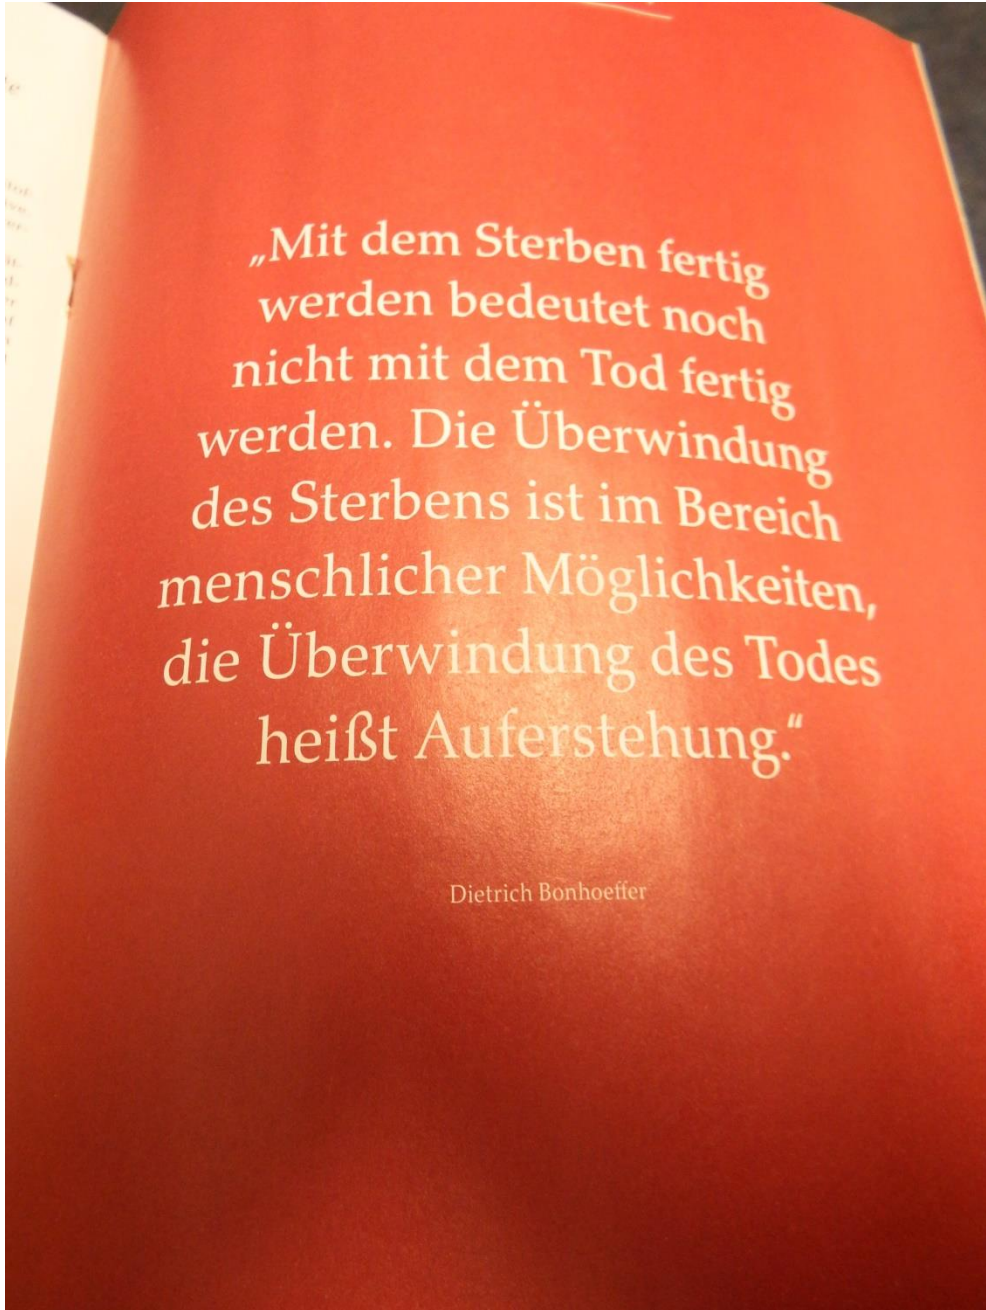 „Mit dem Sterben fertig
werden bedeutet noch
nicht mit dem Tod fertig
werden. Die Überwindung
des Sterbens ist im Bereich
menschlicher Möglichkeiten,
die Überwindung des Todes
heißt Auferstehung.“
Dietrich Bonhoeffer